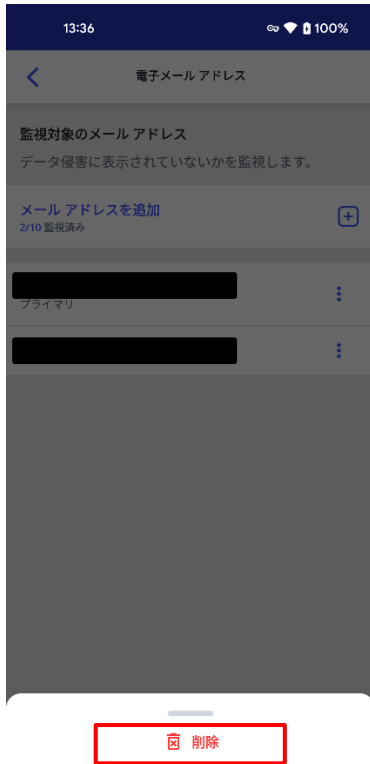 13:36
100%
電子メール アドレス
監視対象のメール アドレス
データ侵害に表示されていないかを監視します。
メール アドレスを追加
2/10 監視済み
プライマリ
削除